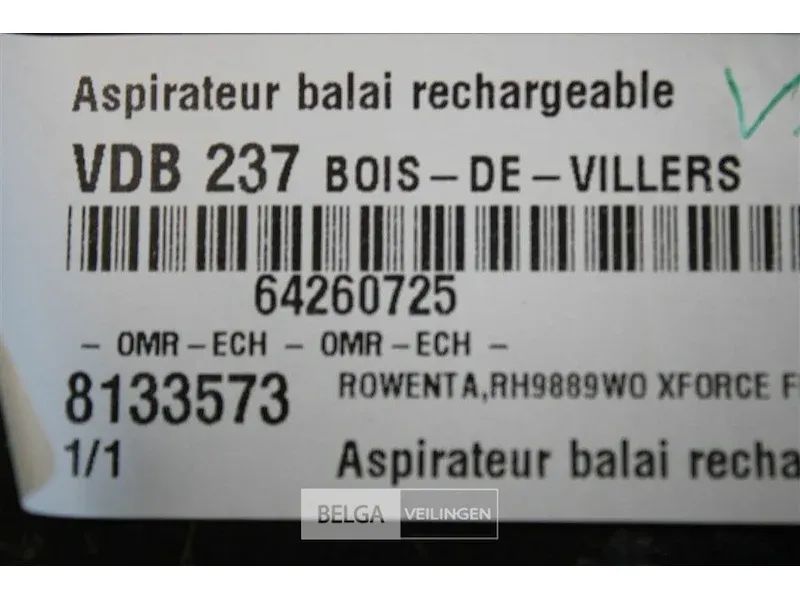 Aspirateur balai rechargeable
VDB 237 BOIS-DE-VILLERS
64260725
- OMR-ECH - OMR-ECH -
8133573 ROWENTA,RH9889WO XFORCE F
1/1 Aspirateur balai recha
BELGA VEILINGEN